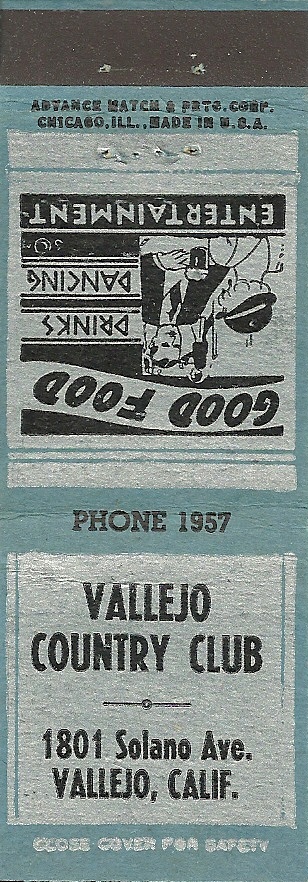 ADVANCE MATCH & PRTG. CORP.
CHICAGO, ILL., MADE IN U.S.A.
GOOD FOOD
DRINKS
DANCING
ENTERTAINMENT
PHONE 1957
VALLEJO
COUNTRY CLUB
1801 Solano Ave.
VALLEJO, CALIF.
CLOSE COVER FOR SAFETY